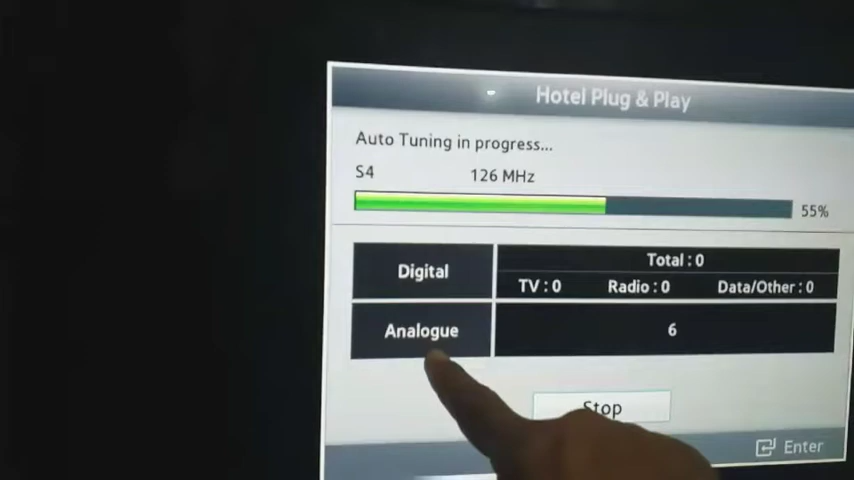 Hotel Plug & Play
Auto Tuning in progress...
S4 126 MHz
55%
Digital
Total : 0
TV : 0 Radio : 0 Data/Other : 0
Analogue 6
Stop
Enter